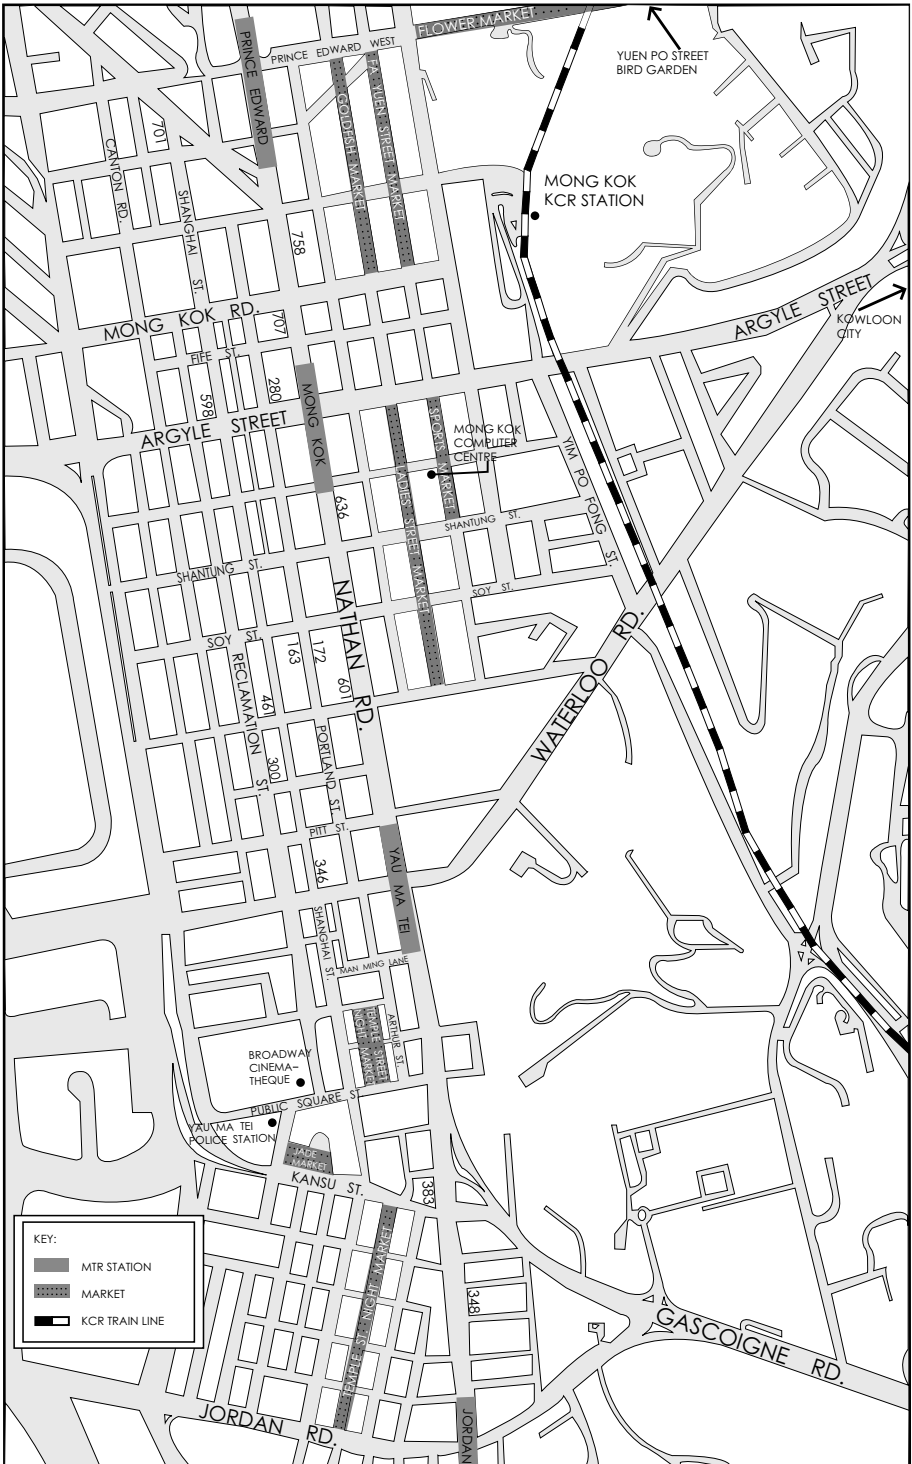 FLOWER MARKET
PRINCE EDWARD WEST
PRINCE EDWARD
YUEN PO STREET
BIRD GARDEN
FA YUEN STREET MARKET
GOLDFISH MARKET
701
CANTON RD.
SHANGHAI ST.
MONG KOK
KCR STATION
758
MONG KOK RD.
707
FIFE ST.
ARGYLE STREET
KOWLOON
CITY
280
598
MONG KOK
ARGYLE STREET
SPORTS MARKET
MONG KOK
COMPUTER
CENTRE
LADIES STREET MARKET
YIM PO FONG ST.
636
SHANTUNG ST.
SHANTUNG ST.
SOY ST.
NATHAN RD.
WATERLOO RD.
SOY ST.
RECLAMATION ST.
163
172
601
461
300
PORTLAND ST.
PITT ST.
346
YAU MA TEI
SHANGHAI ST.
MAN MING LANE
TEMPLE STREET
NIGHT MARKET
ARTHUR ST.
BROADWAY
CINEMA–
THEQUE
PUBLIC SQUARE ST.
YAU MA TEI
POLICE STATION
JADE
MARKET
KANSU ST.
383
TEMPLE ST. NIGHT MARKET
348
GASCOIGNE RD.
JORDAN RD.
JORDAN
KEY:
MTR STATION
MARKET
KCR TRAIN LINE